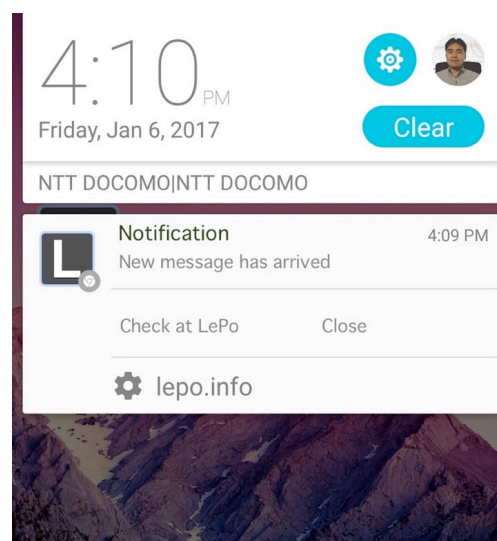 4:10 PM
Friday, Jan 6, 2017
Clear
NTT DOCOMO|NTT DOCOMO
L
Notification
4:09 PM
New message has arrived
Check at LePo
Close
lepo.info